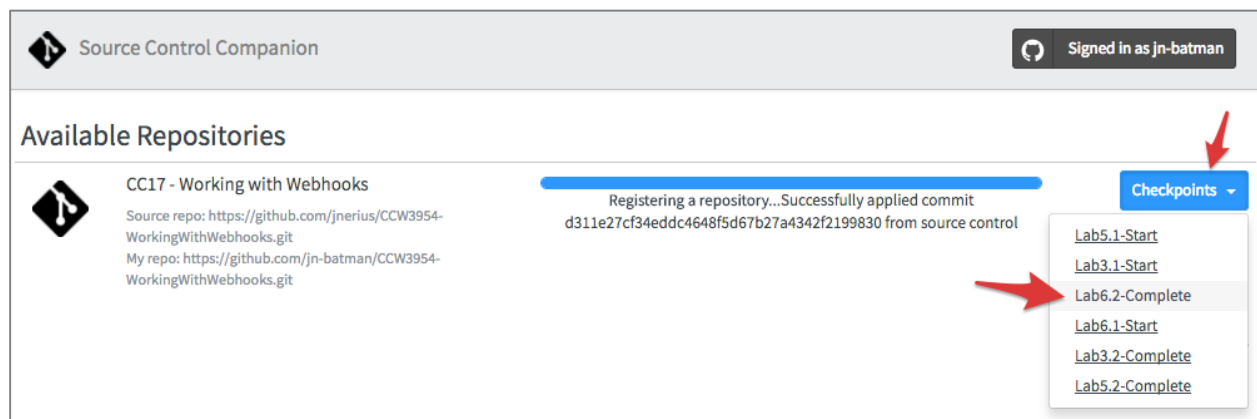 Source Control Companion
Signed in as jn-batman
Available Repositories
CC17 - Working with Webhooks
Source repo: https://github.com/jnerius/CCW3954-
WorkingWithWebhooks.git
My repo: https://github.com/jn-batman/CCW3954-
WorkingWithWebhooks.git
Registering a repository...Successfully applied commit
d311e27cf34eddc4648f5d67b27a4342f2199830 from source control
Checkpoints
Lab5.1-Start
Lab3.1-Start
Lab6.2-Complete
Lab6.1-Start
Lab3.2-Complete
Lab5.2-Complete